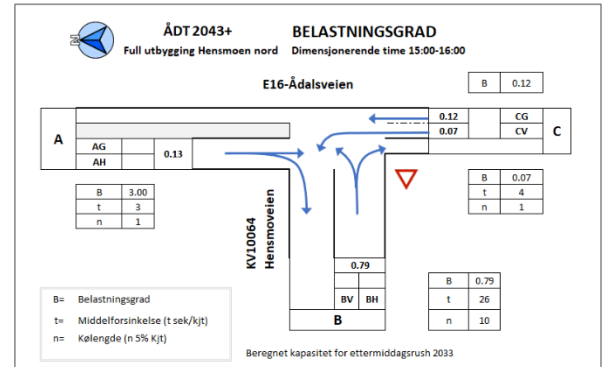 ÅDT 2043+ BELASTNINGSGRAD
N
Full utbygging Hensmoen nord Dimensjonerende time 15:00-16:00
E16-Ådalsveien
B 0.12
A
AG
AH
0.13
0.12 CG
0.07 CV
C
B 3.00
t 3
n 1
B 0.07
t 4
n 1
KV10064
Hensmoveien
0.79
BV BH
B
B 0.79
t 26
n 10
B= Belastningsgrad
t= Middelforsinkelse (t sek/kjt)
n= Kølengde (n 5% Kjt)
Beregnet kapasitet for ettermiddagsrush 2033